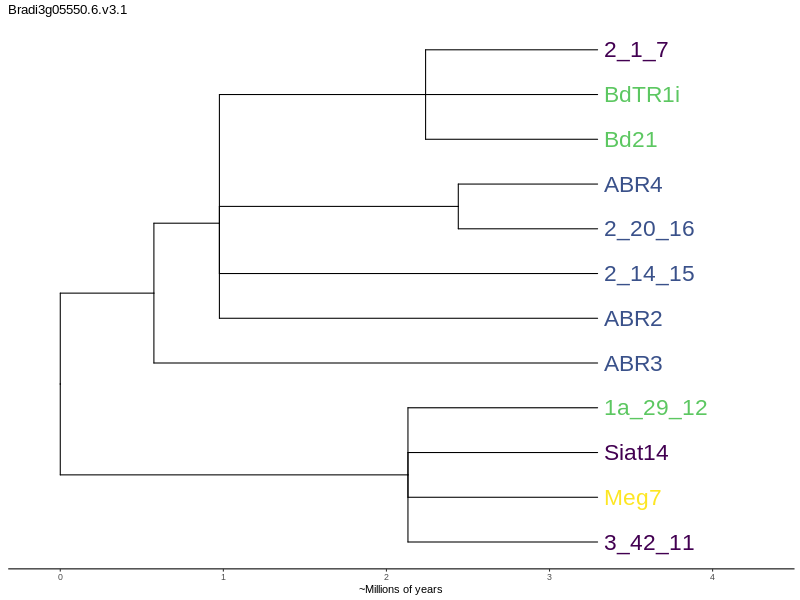 Bradi3g05550.6.v3.1
2_1_7
BdTR1i
Bd21
ABR4
2_20_16
2_14_15
ABR2
ABR3
1a_29_12
Siat14
Meg7
3_42_11
0 1 2 3 4
~Millions of years